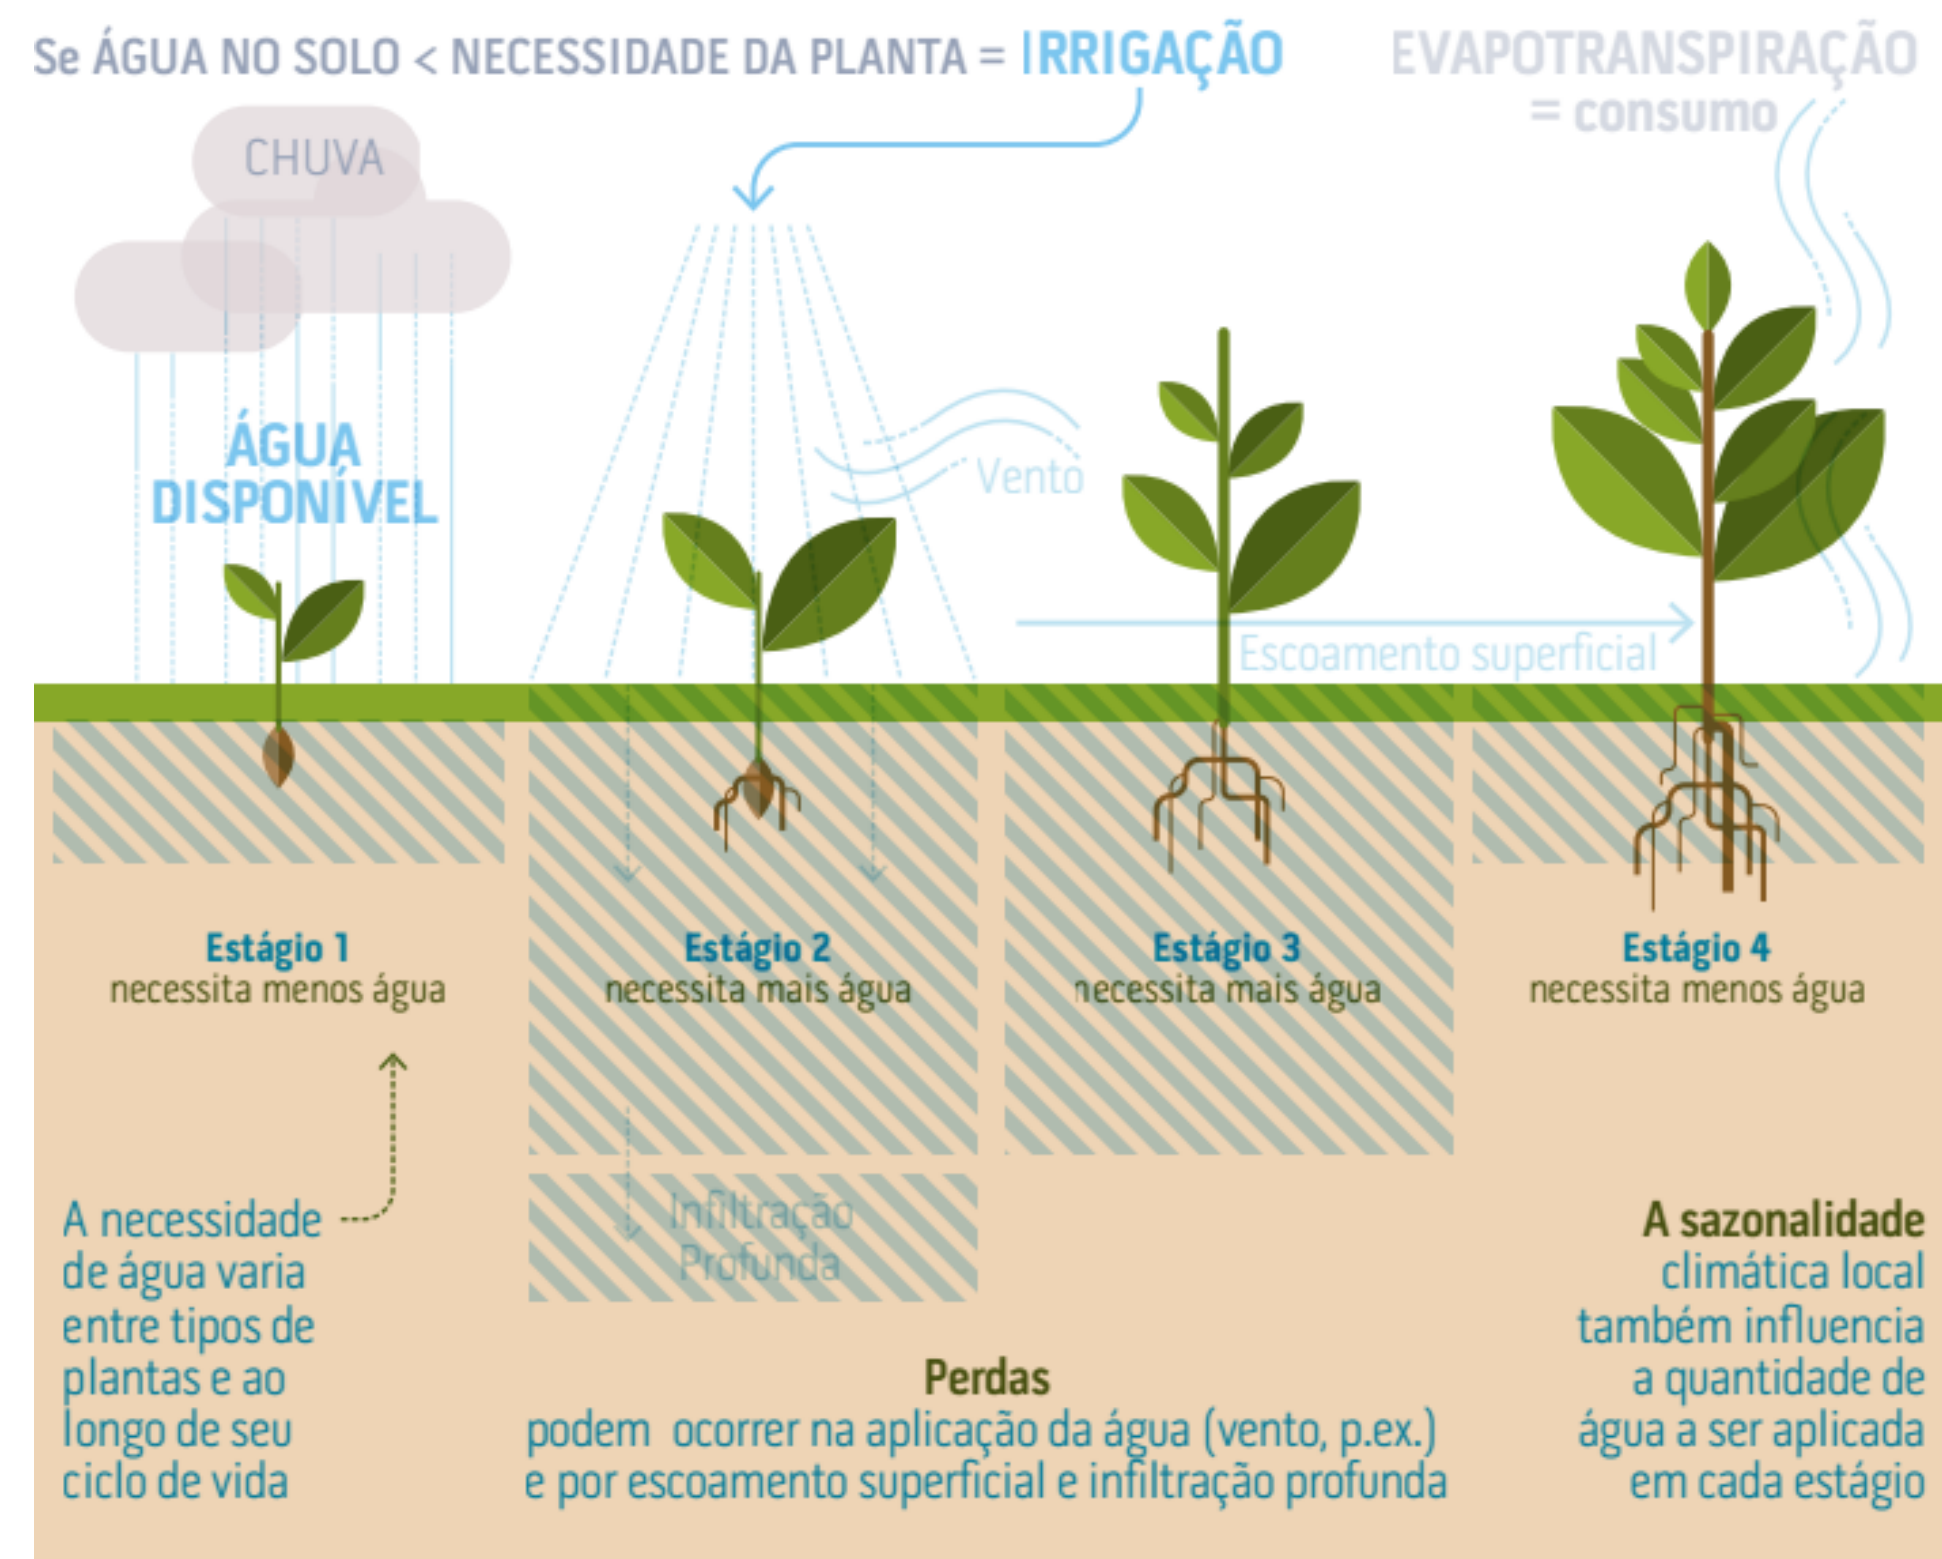 Se ÁGUA NO SOLO < NECESSIDADE DA PLANTA = IRRIGAÇÃO
EVAPOTRANSPIRAÇÃO
= consumo
CHUVA
ÁGUA
DISPONÍVEL
Vento
Escoamento superficial
Estágio 1
necessita menos água
Estágio 2
necessita mais água
Estágio 3
necessita mais água
Estágio 4
necessita menos água
Infiltração
Profunda
A necessidade
de água varia
entre tipos de
plantas e ao
longo de seu
ciclo de vida
Perdas
podem ocorrer na aplicação da água (vento, p.ex.)
e por escoamento superficial e infiltração profunda
A sazonalidade
climática local
também influencia
a quantidade de
água a ser aplicada
em cada estágio